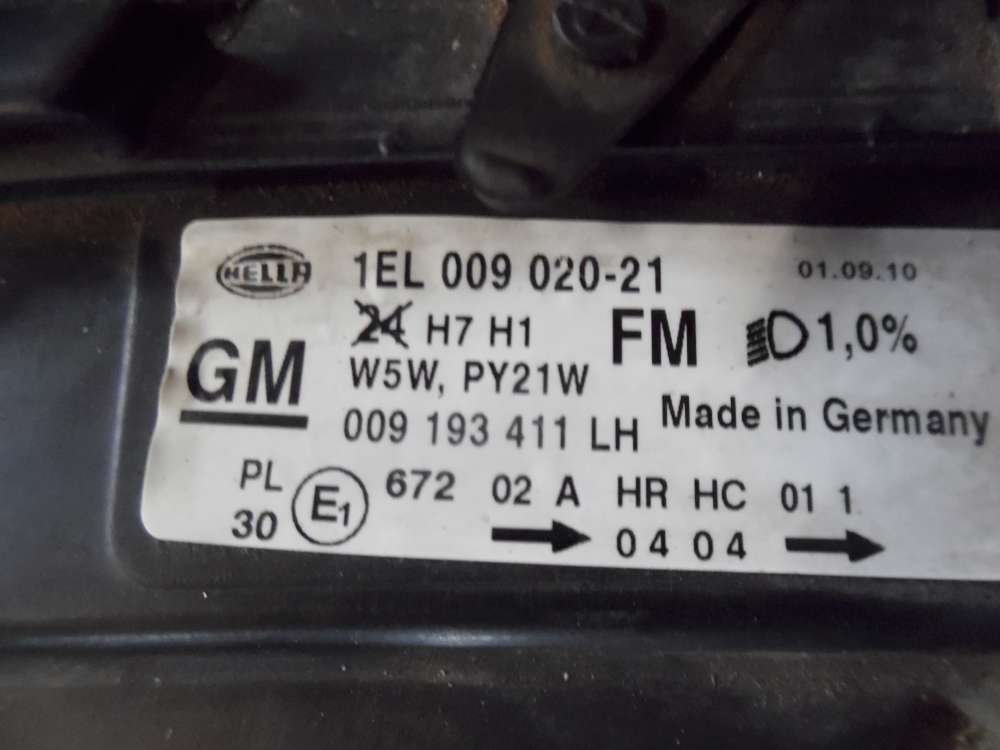 HELLA 1EL 009 020-21 01.09.10
24 H7 H1 FM 1,0%
GM W5W, PY21W
009 193 411 LH Made in Germany
PL E1 672 02 A HR HC 01 1
30 04 04